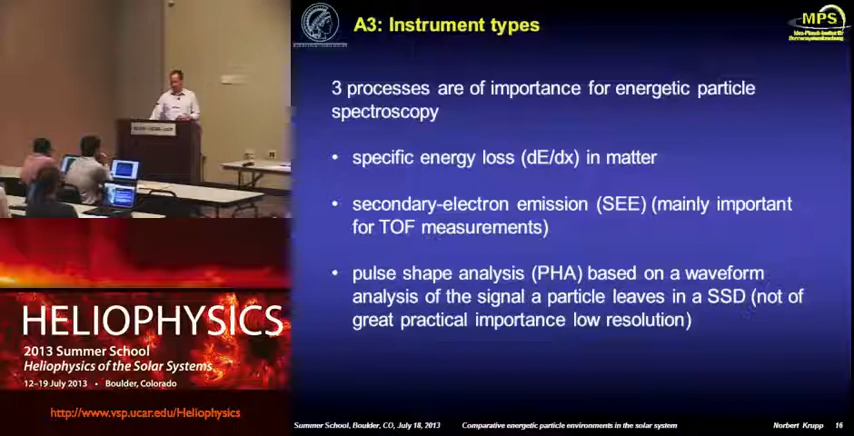 A3: Instrument types
MPS
3 processes are of importance for energetic particle
spectroscopy
• specific energy loss (dE/dx) in matter
• secondary-electron emission (SEE) (mainly important
for TOF measurements)
• pulse shape analysis (PHA) based on a waveform
analysis of the signal a particle leaves in a SSD (not of
great practical importance low resolution)
HELIOPHYSICS
2013 Summer School
Heliophysics of the Solar Systems
12–19 July 2013 • Boulder, Colorado
http://www.vsp.ucar.edu/Heliophysics
Summer School, Boulder, CO, July 18, 2013 Comparative energetic particle environments in the solar system Norbert Krupp 16